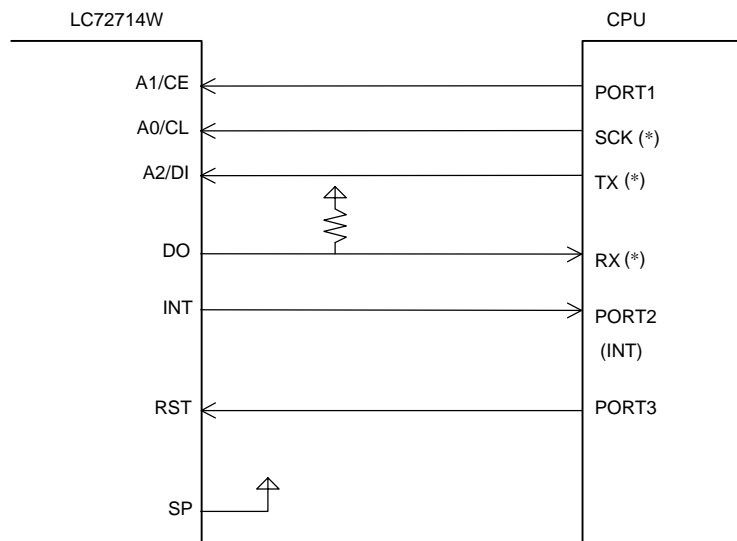 LC72714W CPU
A1/CE PORT1
A0/CL SCK (*)
A2/DI TX (*)
DO RX (*)
INT PORT2
(INT)
RST PORT3
SP